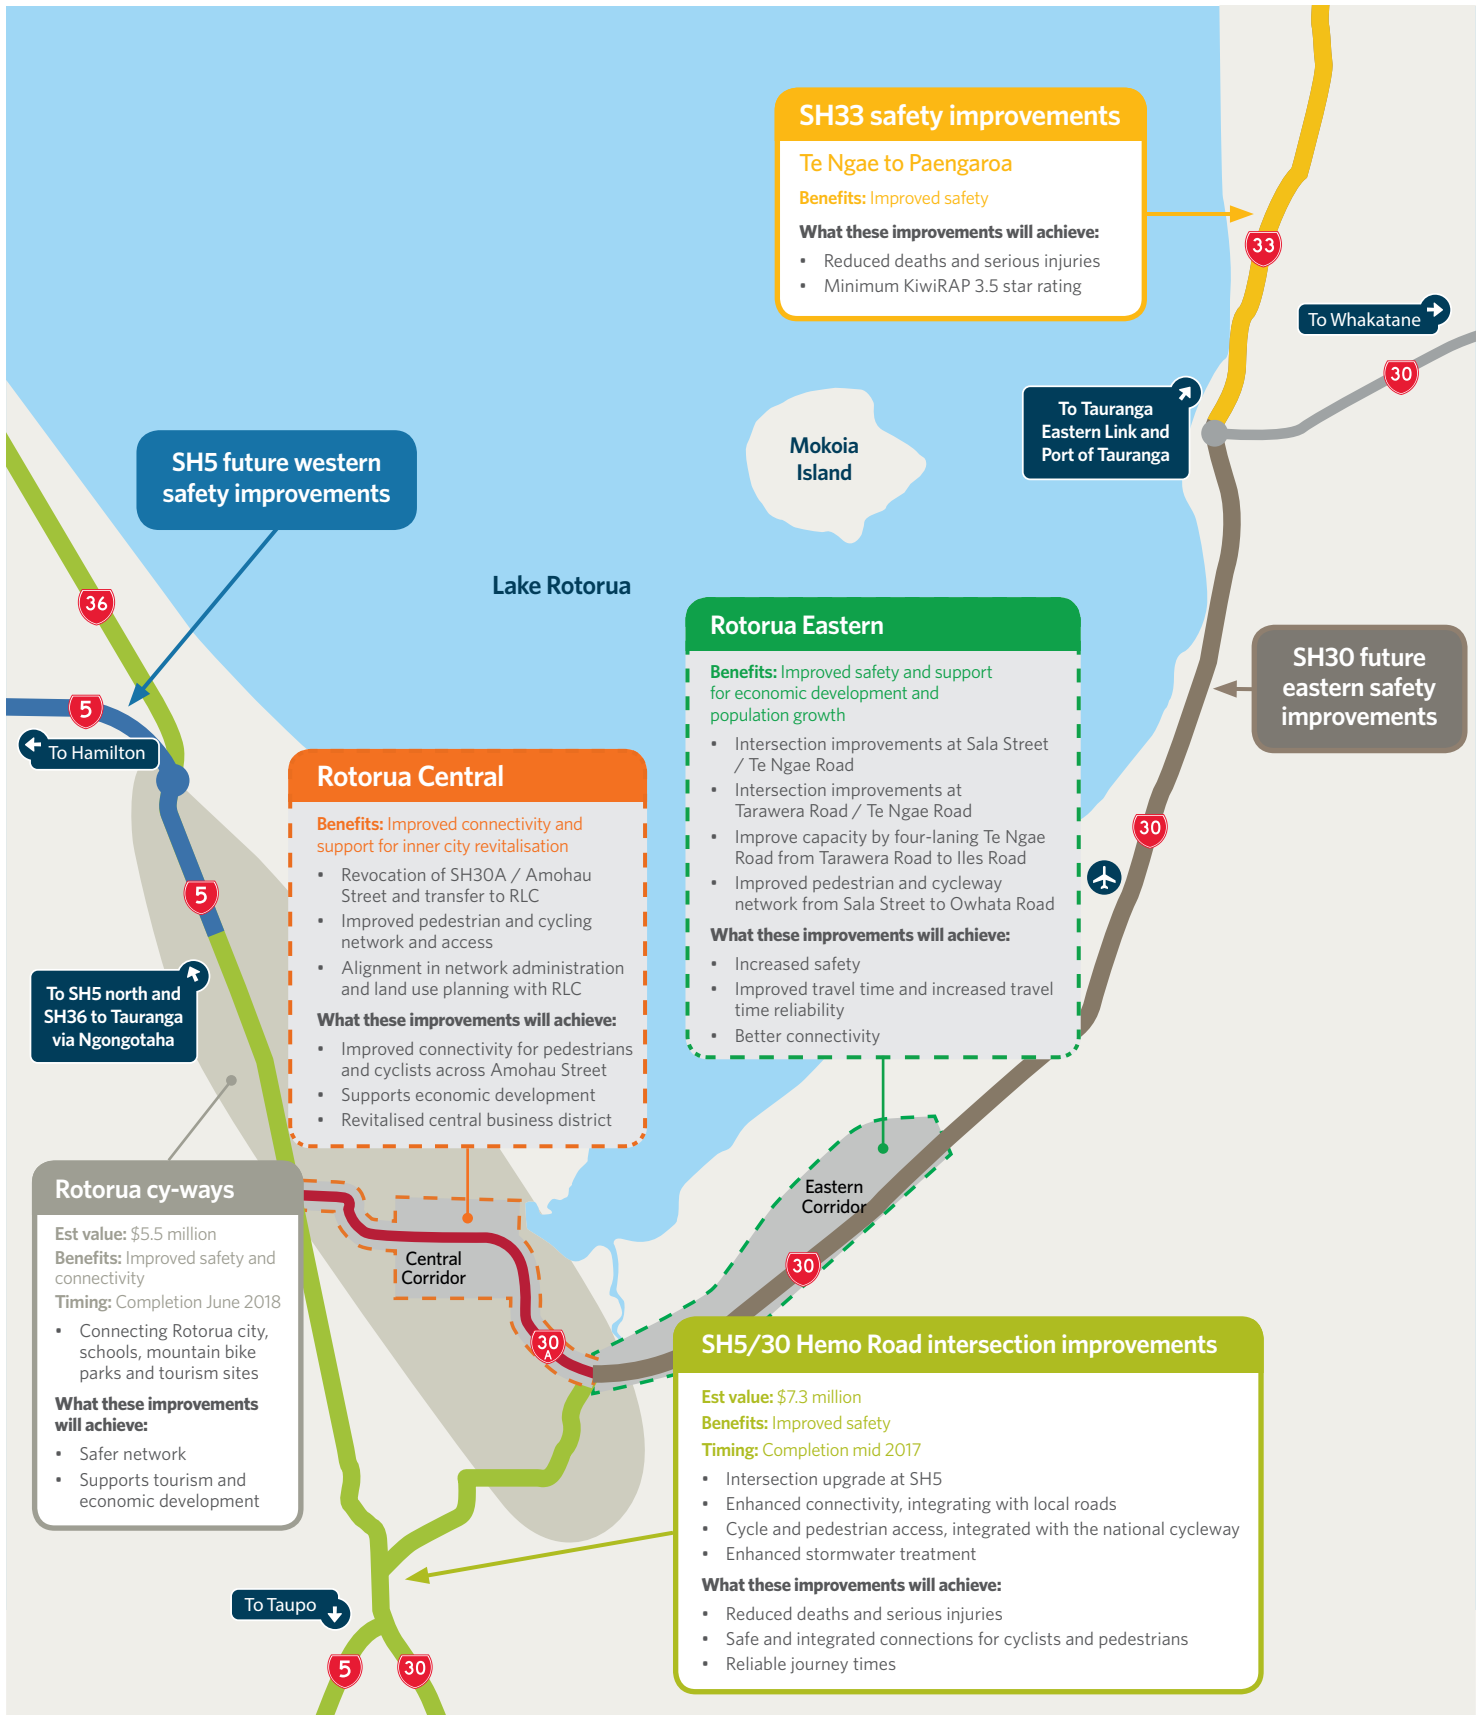 SH33 safety improvements
Te Ngae to Paengaroa
Benefits: Improved safety
What these improvements will achieve:
• Reduced deaths and serious injuries
• Minimum KiwiRAP 3.5 star rating
33
To Whakatane
30
To Tauranga
Eastern Link and
Port of Tauranga
Mokoia
Island
SH5 future western
safety improvements
Lake Rotorua
36
5
To Hamilton
SH30 future
eastern safety
improvements
30
Rotorua Eastern
Benefits: Improved safety and support
for economic development and
population growth
• Intersection improvements at Sala Street
/ Te Ngae Road
• Intersection improvements at
Tarawera Road / Te Ngae Road
• Improve capacity by four-laning Te Ngae
Road from Tarawera Road to Iles Road
• Improved pedestrian and cycleway
network from Sala Street to Owhata Road
What these improvements will achieve:
• Increased safety
• Improved travel time and increased travel
time reliability
• Better connectivity
Rotorua Central
Benefits: Improved connectivity and
support for inner city revitalisation
• Revocation of SH30A / Amohau
Street and transfer to RLC
• Improved pedestrian and cycling
network and access
• Alignment in network administration
and land use planning with RLC
What these improvements will achieve:
• Improved connectivity for pedestrians
and cyclists across Amohau Street
• Supports economic development
• Revitalised central business district
5
To SH5 north and
SH36 to Tauranga
via Ngongotaha
Rotorua cy-ways
Est value: $5.5 million
Benefits: Improved safety and
connectivity
Timing: Completion June 2018
• Connecting Rotorua city,
schools, mountain bike
parks and tourism sites
What these improvements
will achieve:
• Safer network
• Supports tourism and
economic development
Central
Corridor
Eastern
Corridor
30
30
A
SH5/30 Hemo Road intersection improvements
Est value: $7.3 million
Benefits: Improved safety
Timing: Completion mid 2017
• Intersection upgrade at SH5
• Enhanced connectivity, integrating with local roads
• Cycle and pedestrian access, integrated with the national cycleway
• Enhanced stormwater treatment
What these improvements will achieve:
• Reduced deaths and serious injuries
• Safe and integrated connections for cyclists and pedestrians
• Reliable journey times
To Taupo
5
30